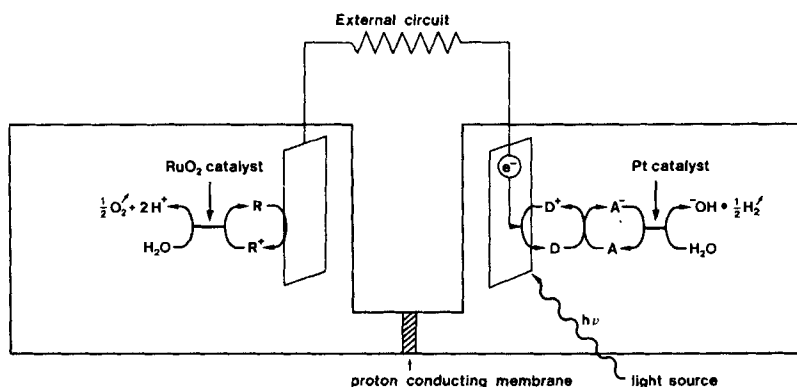 External circuit
RuO₂ catalyst
½O₂↗ + 2H⁺
H₂O
R
R⁺
e⁻
D⁺
D
A⁻
A
Pt catalyst
⁻OH • ½H₂↗
H₂O
hν
proton conducting membrane
light source